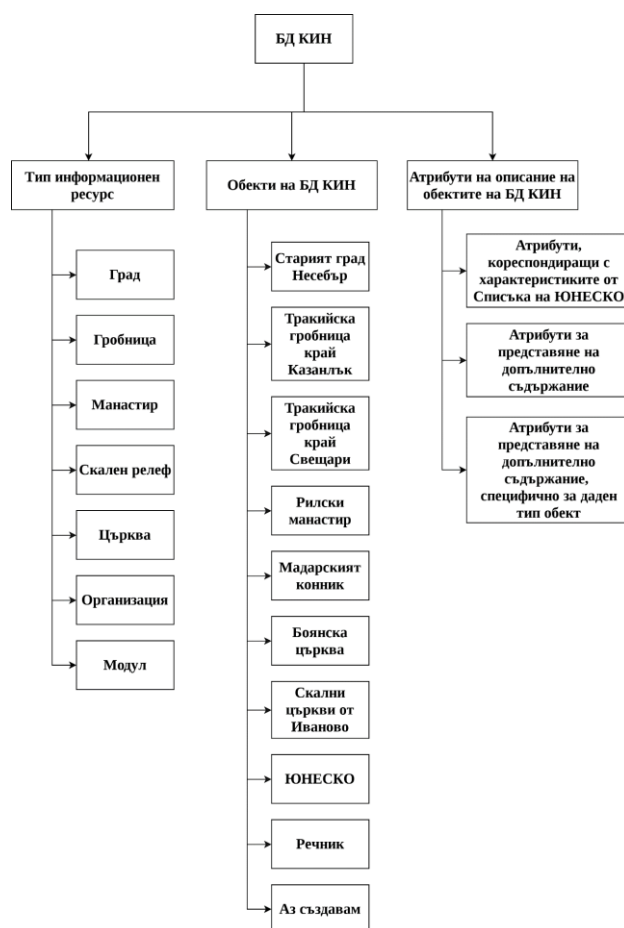 БД КИН
Тип информационен
ресурс
Град
Гробница
Манастир
Скален релеф
Църква
Организация
Модул
Обекти на БД КИН
Старият град
Несебър
Тракийска
гробница
край
Казанлък
Тракийска
гробница
край
Свещари
Рилски
манастир
Мадарският
конник
Боянска
църква
Скални
църкви от
Иваново
ЮНЕСКО
Речник
Аз създавам
Атрибути на описание на
обектите на БД КИН
Атрибути,
кореспондиращи с
характеристиките от
Списъка на ЮНЕСКО
Атрибути за
представяне на
допълнително
съдържание
Атрибути за
представяне на
допълнително
съдържание,
специфично за даден
тип обект